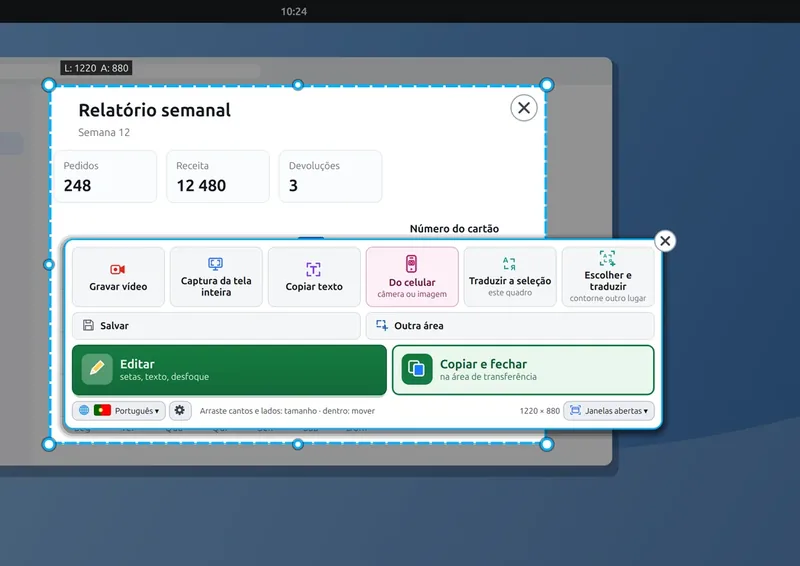 10:24
L: 1220 A: 880
Relatório semanal
Semana 12
Pedidos
248
Receita
12 480
Devoluções
3
Número do cartão
Gravar vídeo
Captura da tela
inteira
Copiar texto
Do celular
câmera ou imagem
Traduzir a seleção
este quadro
Escolher e
traduzir
contorne outro lugar
Salvar
Outra área
Editar
setas, texto, desfoque
Copiar e fechar
na área de transferência
Português ▾
Arraste cantos e lados: tamanho · dentro: mover
1220 × 880
Janelas abertas ▾